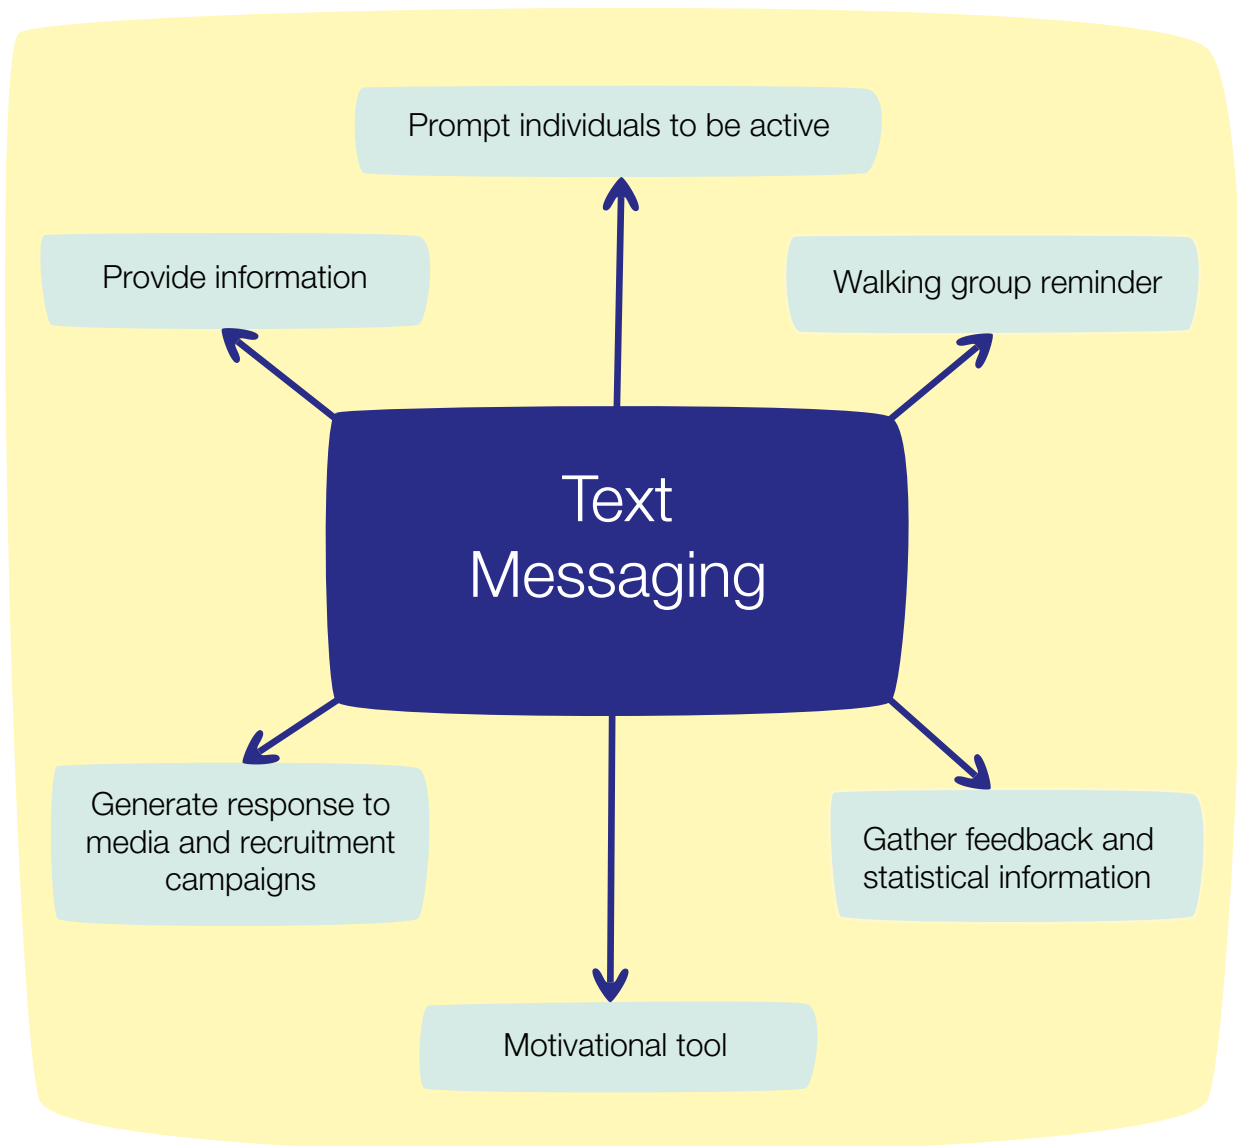 Prompt individuals to be active
Provide information
Walking group reminder
Text
Messaging
Generate response to
media and recruitment
campaigns
Gather feedback and
statistical information
Motivational tool